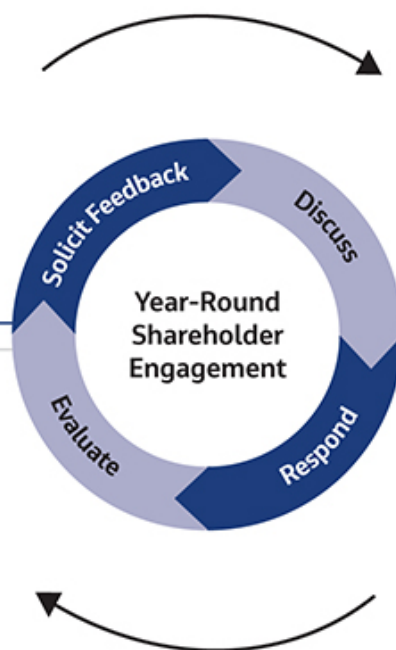 Solicit Feedback
Discuss
Year-Round
Shareholder
Engagement
Evaluate
Respond